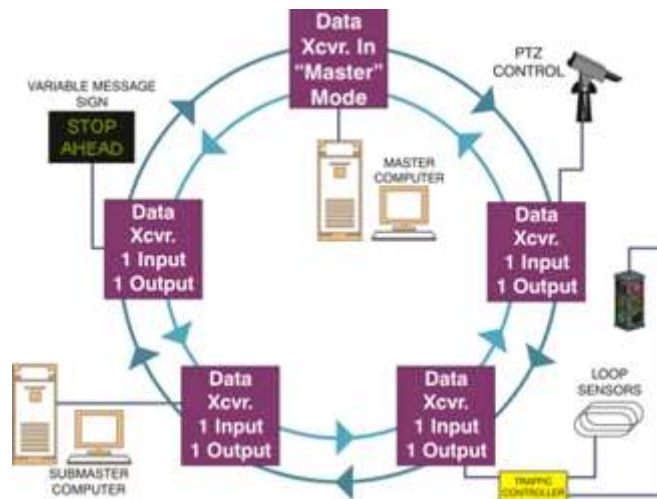 Data
Xcvr. In
"Master"
Mode
PTZ
CONTROL
VARIABLE MESSAGE
SIGN
STOP
AHEAD
MASTER
COMPUTER
Data
Xcvr.
1 Input
1 Output
Data
Xcvr.
1 Input
1 Output
Data
Xcvr.
1 Input
1 Output
Data
Xcvr.
1 Input
1 Output
LOOP
SENSORS
SUBMASTER
COMPUTER
TRAFFIC
CONTROLLER